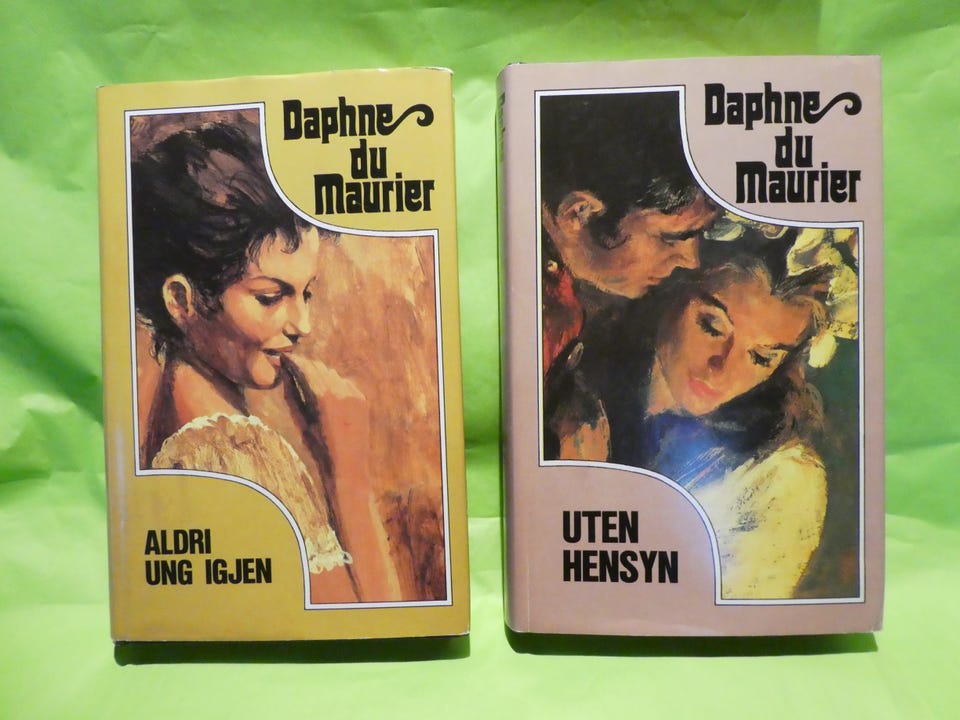 Daphne
du
Maurier
ALDRI
UNG IGJEN
Daphne
du
Maurier
UTEN
HENSYN